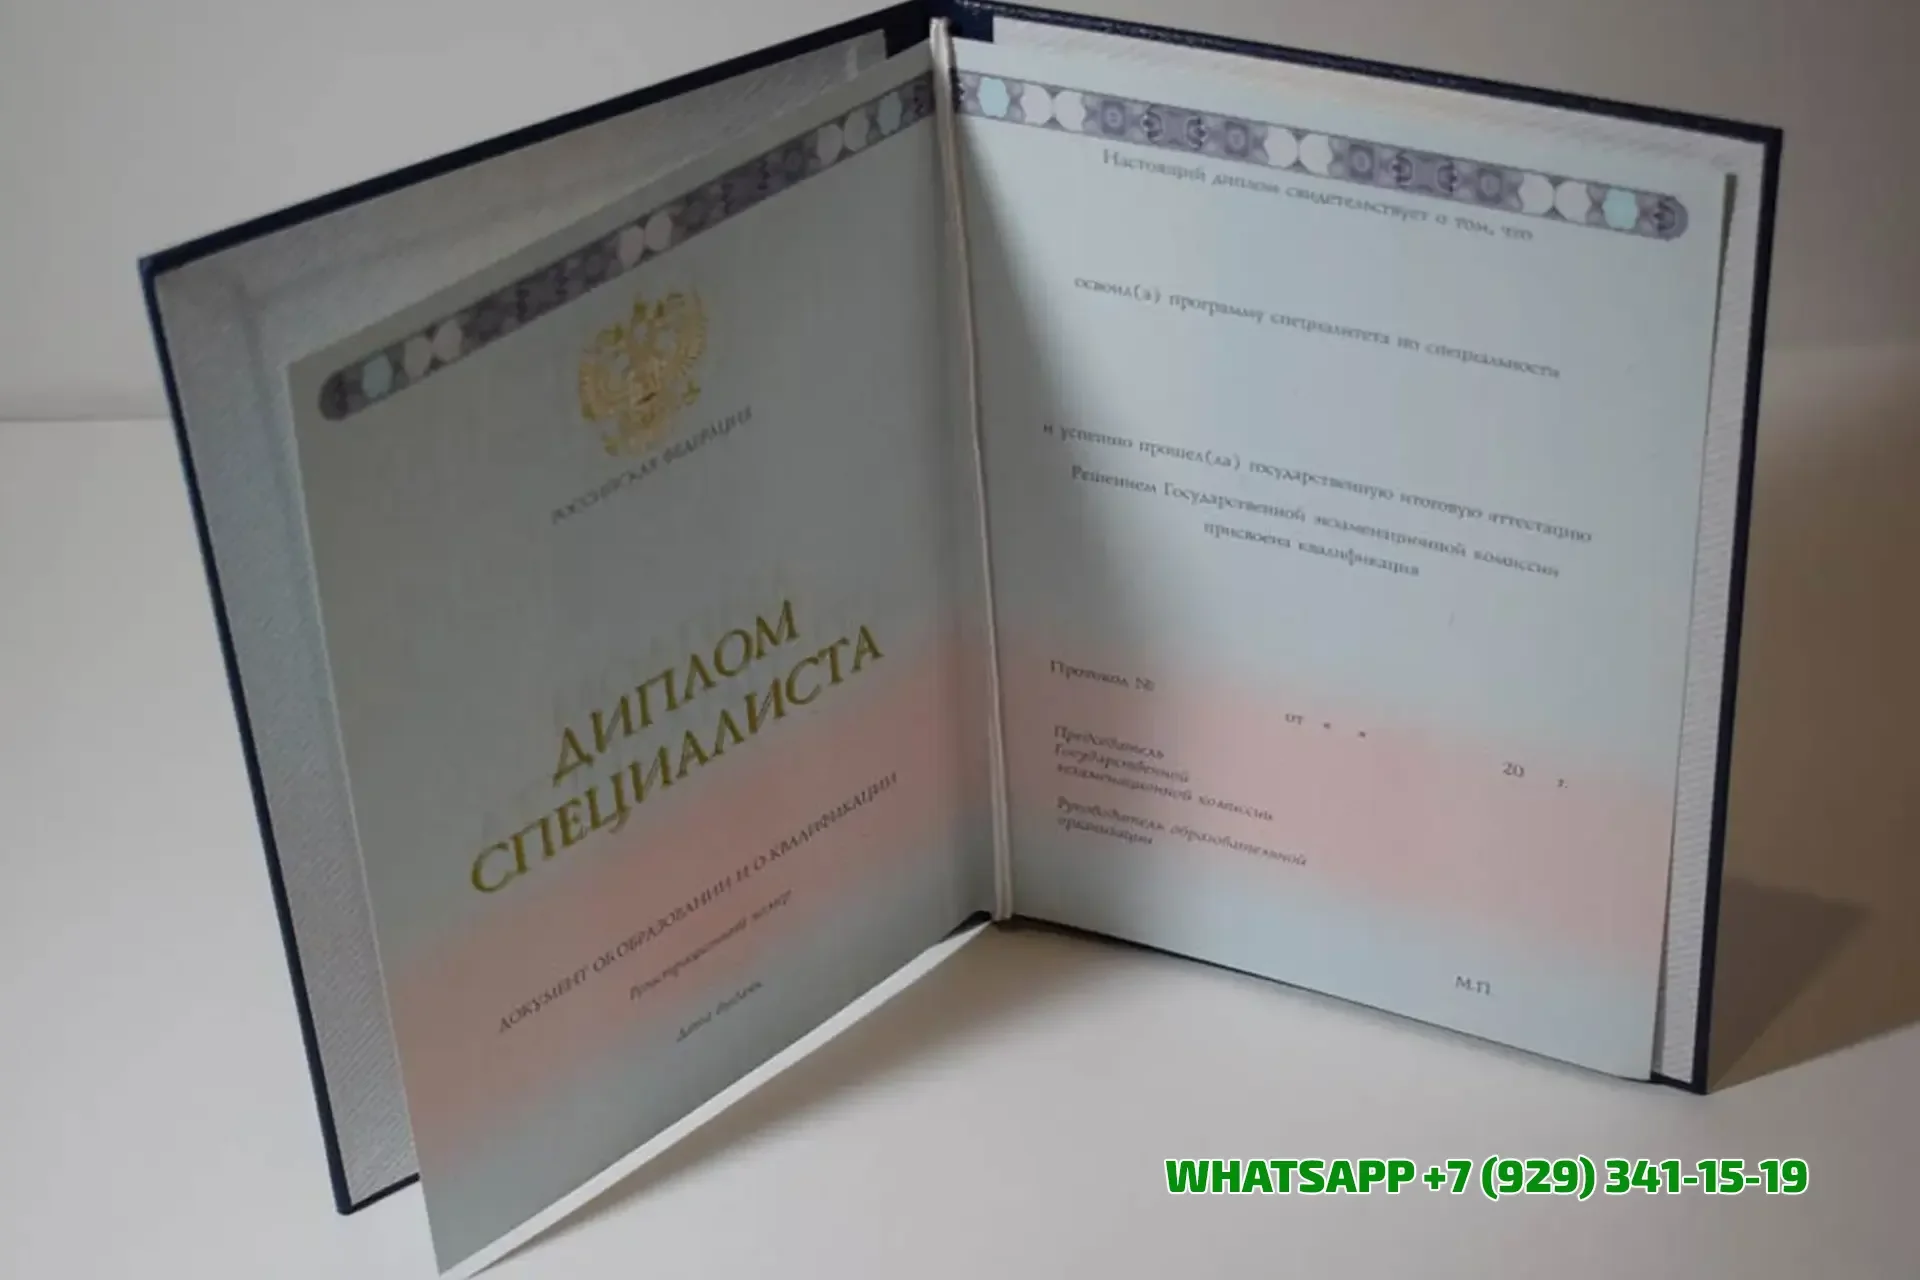 РОССИЙСКАЯ ФЕДЕРАЦИЯ
ДИПЛОМ
СПЕЦИАЛИСТА
ДОКУМЕНТ ОБ ОБРАЗОВАНИИ И О КВАЛИФИКАЦИИ
Регистрационный номер
Дата выдачи
Настоящий диплом свидетельствует о том, что
освоил(а) программу специалитета по специальности
и успешно прошел(ла) государственную итоговую аттестацию
Решением Государственной экзаменационной комиссии
присвоена квалификация
Протокол №
от « »
20 г.
Председатель
Государственной
экзаменационной комиссии
Руководитель образовательной
организации
М.П.
WHATSAPP +7 (929) 341-15-19